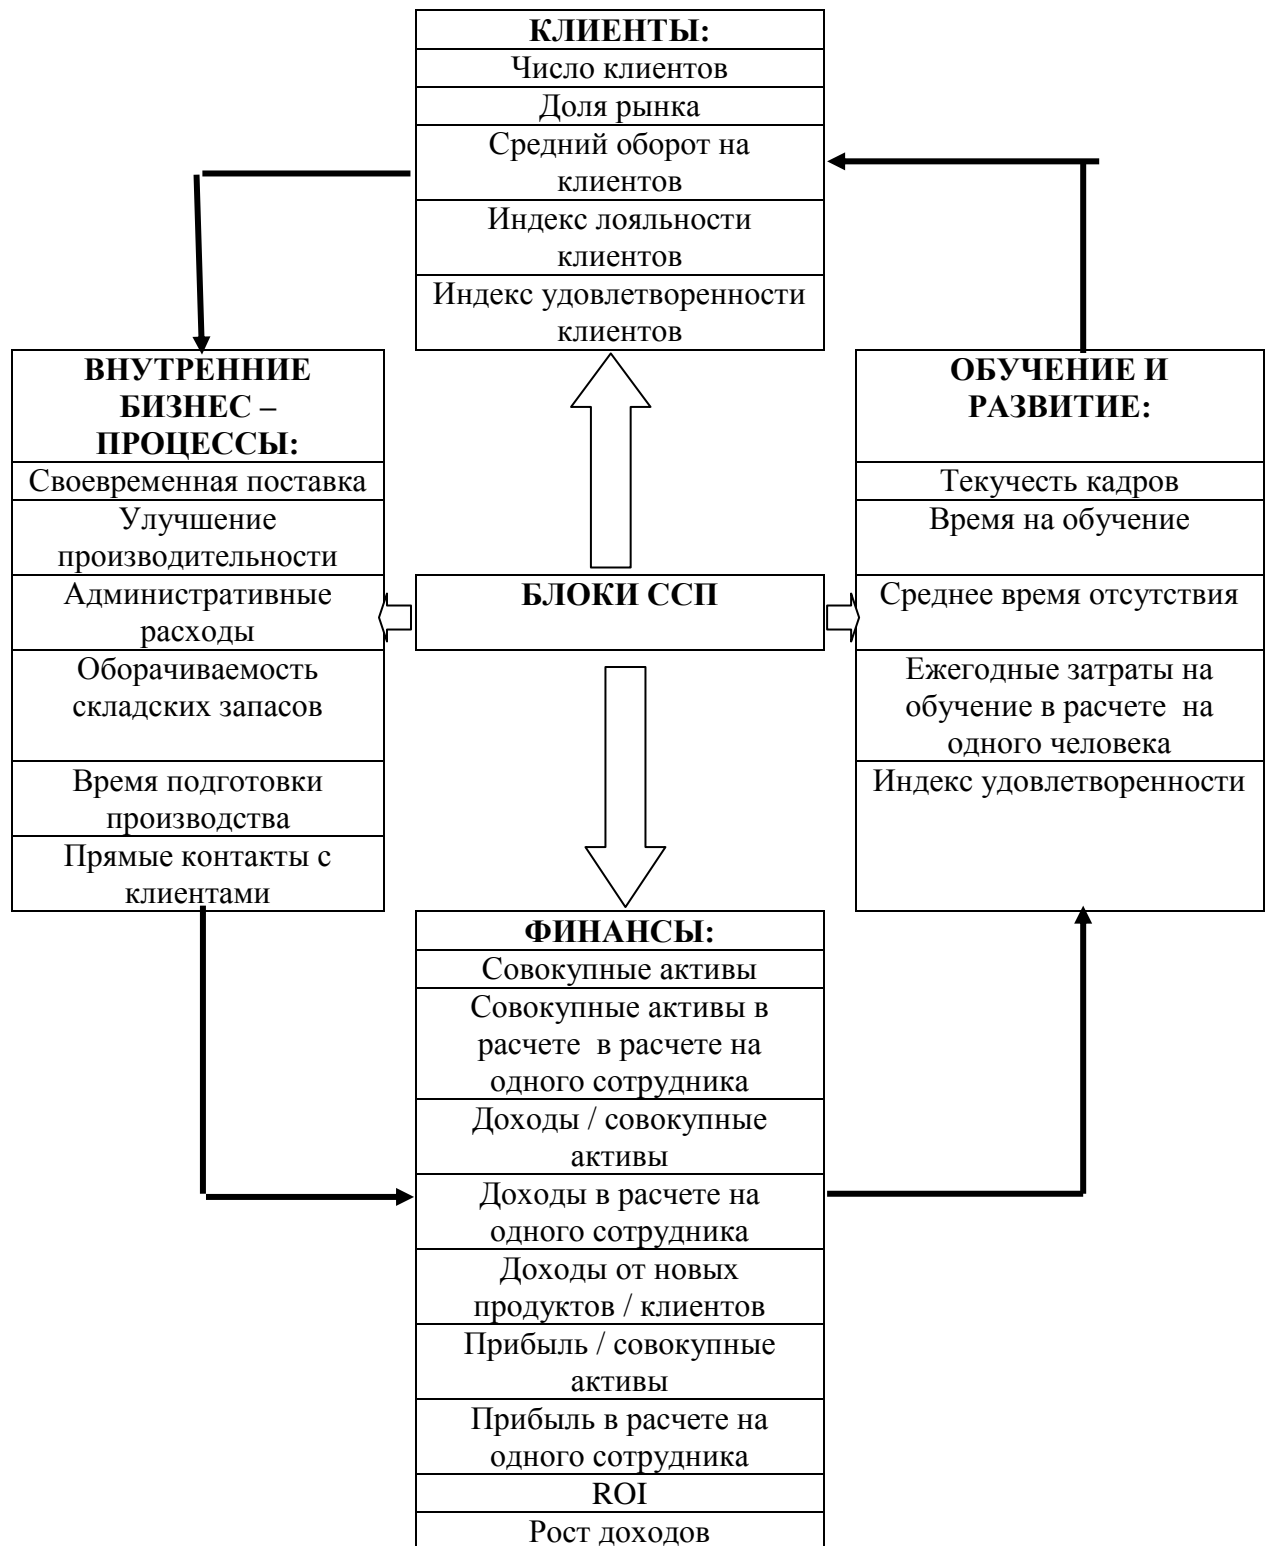 КЛИЕНТЫ:
Число клиентов
Доля рынка
Средний оборот на
клиентов
Индекс лояльности
клиентов
Индекс удовлетворенности
клиентов
ВНУТРЕННИЕ
БИЗНЕС –
ПРОЦЕССЫ:
Своевременная поставка
Улучшение
производительности
Административные
расходы
Оборачиваемость
складских запасов
Время подготовки
производства
Прямые контакты с
клиентами
БЛОКИ ССП
ОБУЧЕНИЕ И
РАЗВИТИЕ:
Текучесть кадров
Время на обучение
Среднее время отсутствия
Ежегодные затраты на
обучение в расчете на
одного человека
Индекс удовлетворенности
ФИНАНСЫ:
Совокупные активы
Совокупные активы в
расчете в расчете на
одного сотрудника
Доходы / совокупные
активы
Доходы в расчете на
одного сотрудника
Доходы от новых
продуктов / клиентов
Прибыль / совокупные
активы
Прибыль в расчете на
одного сотрудника
ROI
Рост доходов